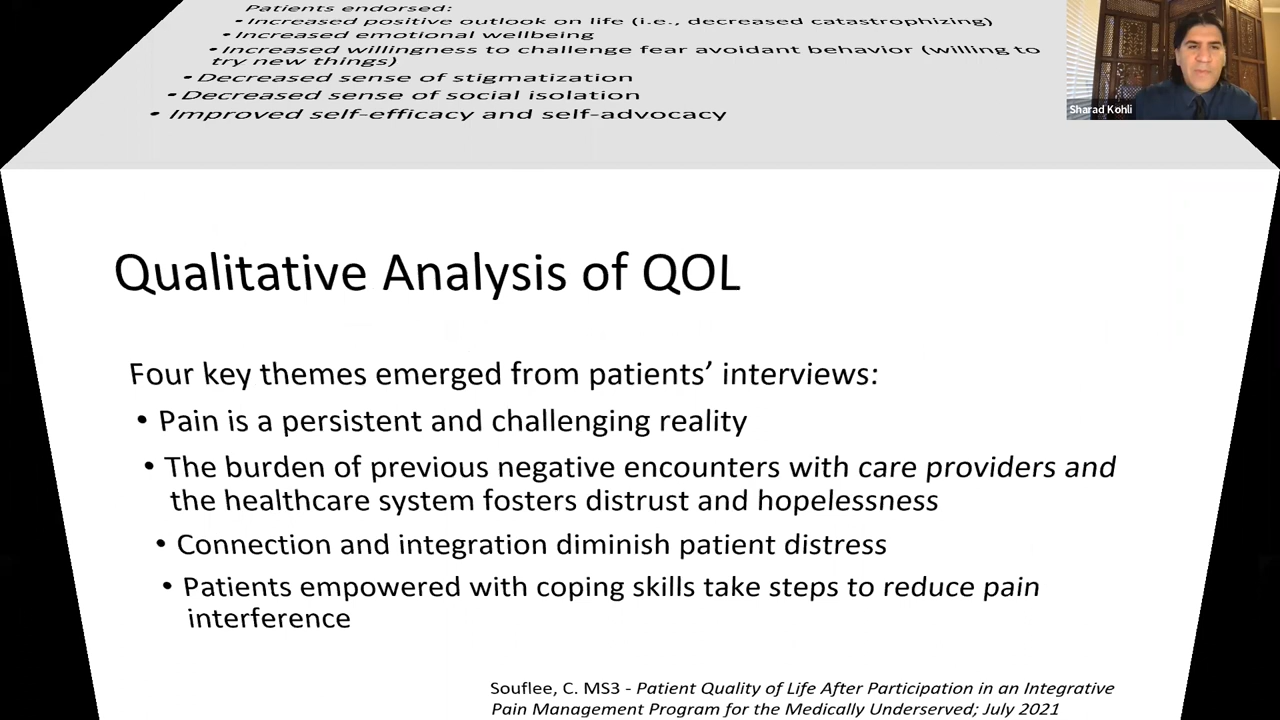 Patients endorsed:
• Increased positive outlook on life (i.e., decreased catastrophizing)
• Increased emotional wellbeing
• Increased willingness to challenge fear avoidant behavior (willing to
try new things)
• Decreased sense of stigmatization
• Decreased sense of social isolation
• Improved self-efficacy and self-advocacy
Sharad Kohli
Qualitative Analysis of QOL
Four key themes emerged from patients’ interviews:
• Pain is a persistent and challenging reality
• The burden of previous negative encounters with care providers and
the healthcare system fosters distrust and hopelessness
• Connection and integration diminish patient distress
• Patients empowered with coping skills take steps to reduce pain
interference
Souflee, C. MS3 - Patient Quality of Life After Participation in an Integrative
Pain Management Program for the Medically Underserved; July 2021